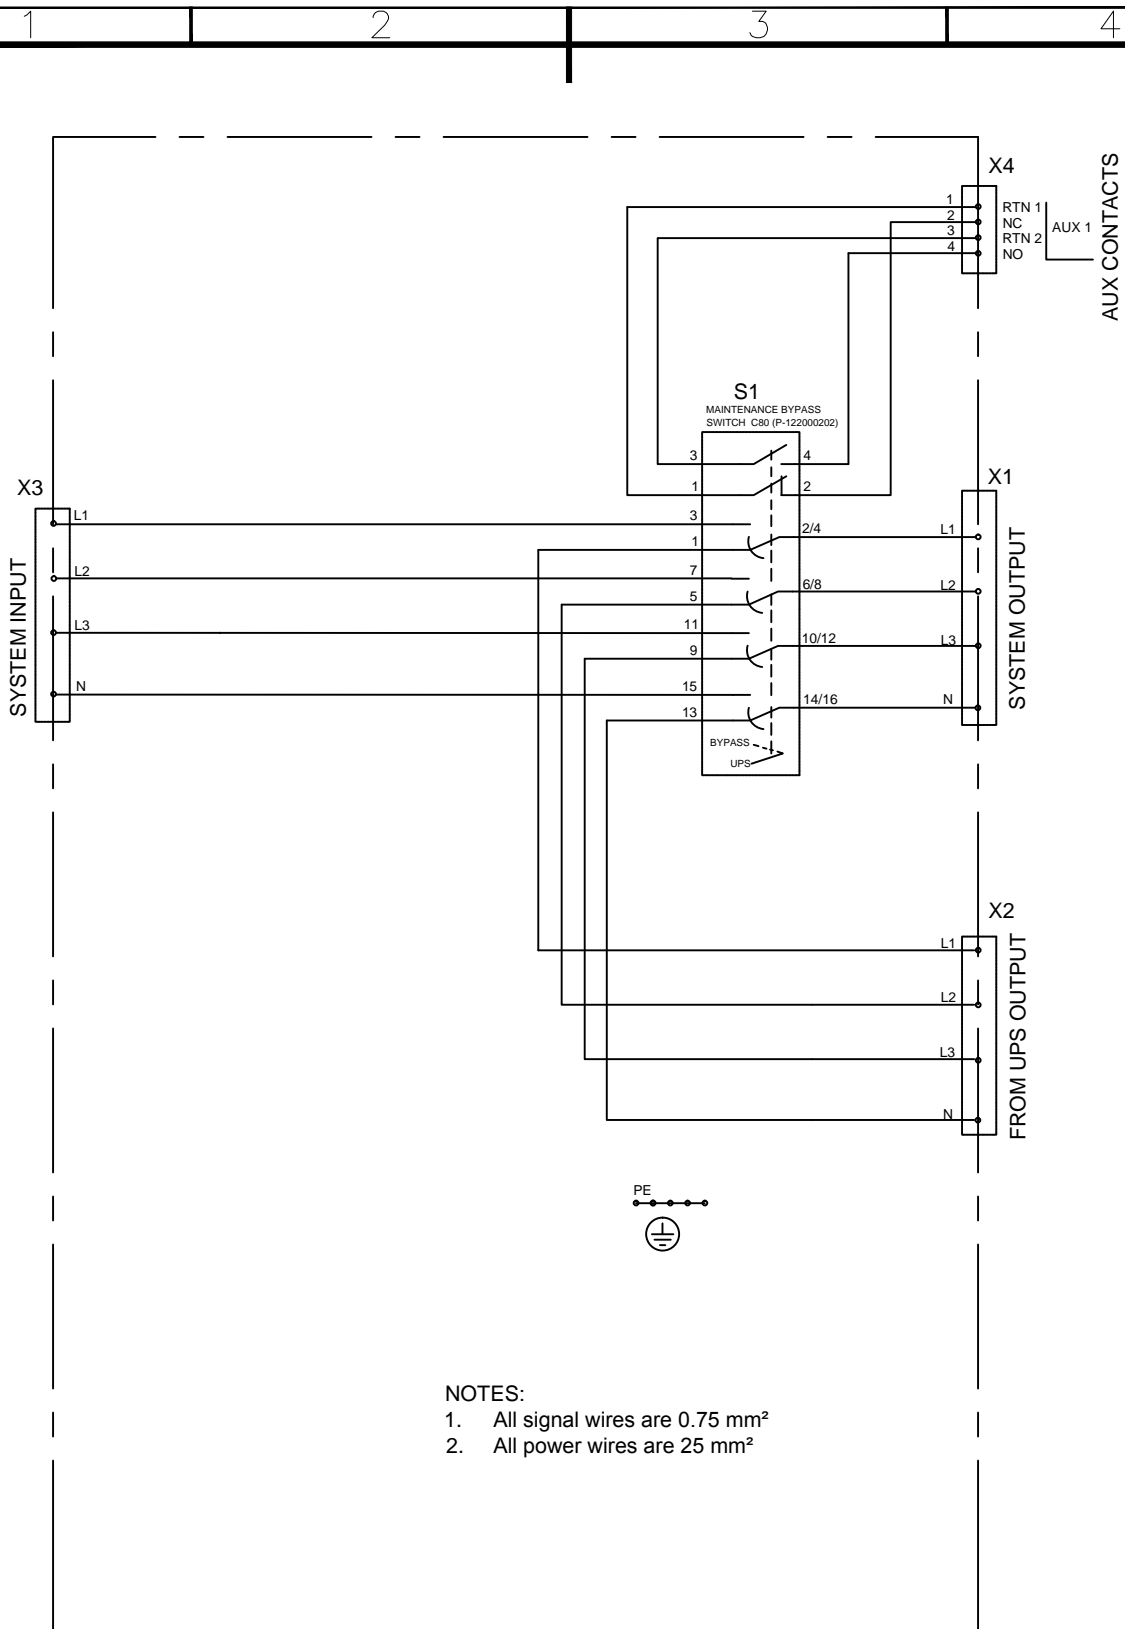 1 2 3 4
X4
1 RTN 1
2 NC
3 RTN 2
4 NO
AUX 1
AUX CONTACTS
S1
MAINTENANCE BYPASS
SWITCH C80 (P-122000202)
3 4
1 2
X3
SYSTEM INPUT
L1
L2
L3
N
3
1 2/4
7
5 6/8
11
9 10/12
15
13 14/16
BYPASS
UPS
X1
L1
L2
L3
N
SYSTEM OUTPUT
X2
L1
L2
L3
N
FROM UPS OUTPUT
PE
NOTES:
1. All signal wires are 0.75 mm²
2. All power wires are 25 mm²